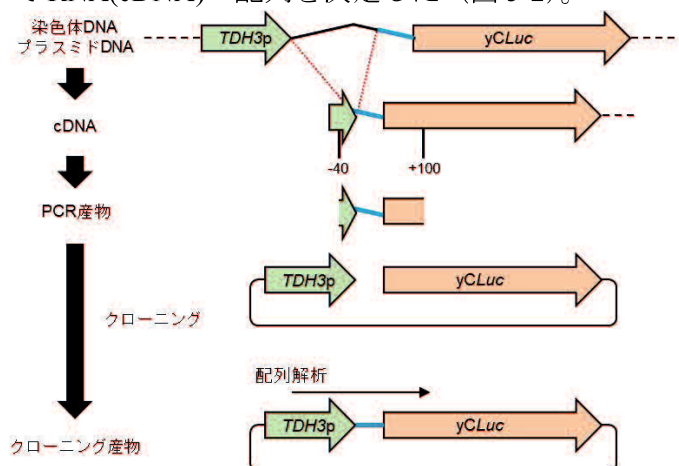 染色体DNA
プラスミドDNA
TDH3p
yCLuc
cDNA
-40
+100
PCR産物
TDH3p
yCLuc
クローニング
配列解析
TDH3p
yCLuc
クローニング産物